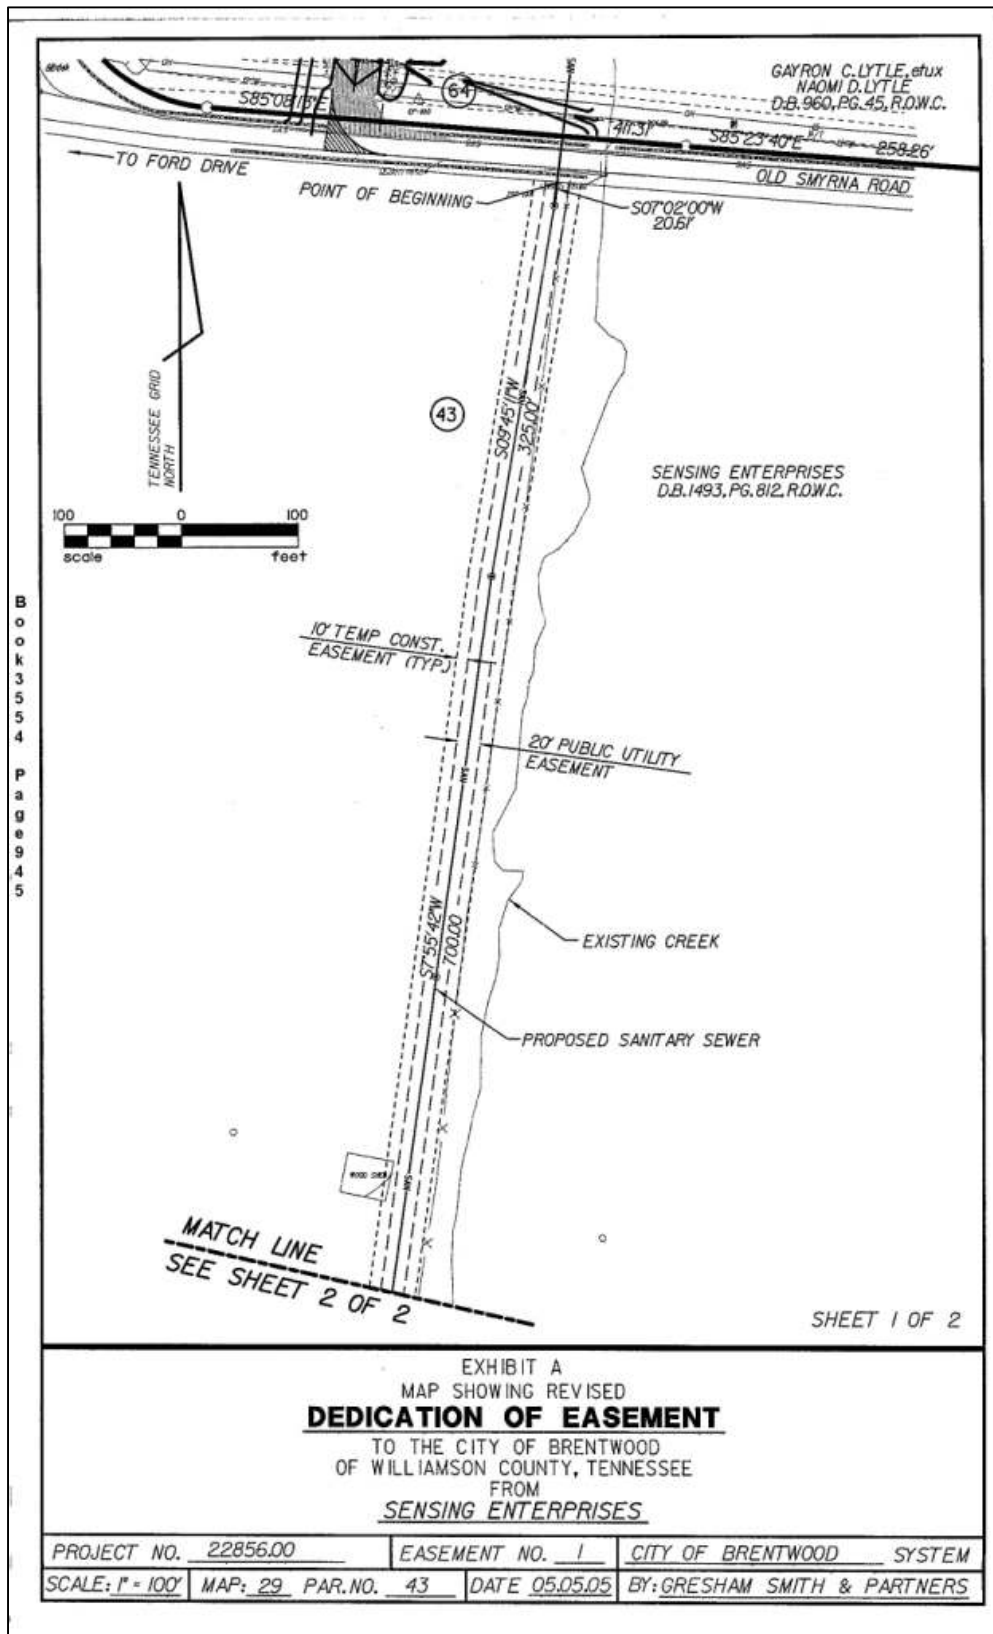 GAYRON C. LYTLE, etux
NAOMI D. LYTLE
D.B. 960, PG. 45, R.O.W.C.
64
S85°08'13"E
411.31'
S85°23'40"E
258.26'
TO FORD DRIVE
OLD SMYRNA ROAD
POINT OF BEGINNING
S07°02'00"W
20.61'
TENNESSEE GRID
NORTH
43
S09°45'11"W
325.00'
SENSING ENTERPRISES
D.B. 1493, PG. 812, R.O.W.C.
100 0 100
scale feet
Book 3554 Page 945
10' TEMP CONST.
EASEMENT (TYP.)
20' PUBLIC UTILITY
EASEMENT
SAN
S7°55'42"W
700.00
EXISTING CREEK
PROPOSED SANITARY SEWER
WOOD SHED
SAN
MATCH LINE
SEE SHEET 2 OF 2
SHEET 1 OF 2
EXHIBIT A
MAP SHOWING REVISED
DEDICATION OF EASEMENT
TO THE CITY OF BRENTWOOD
OF WILLIAMSON COUNTY, TENNESSEE
FROM
SENSING ENTERPRISES
PROJECT NO. 22856.00 EASEMENT NO. 1 CITY OF BRENTWOOD SYSTEM
SCALE: 1" = 100' MAP: 29 PAR. NO. 43 DATE 05.05.05 BY: GRESHAM SMITH & PARTNERS